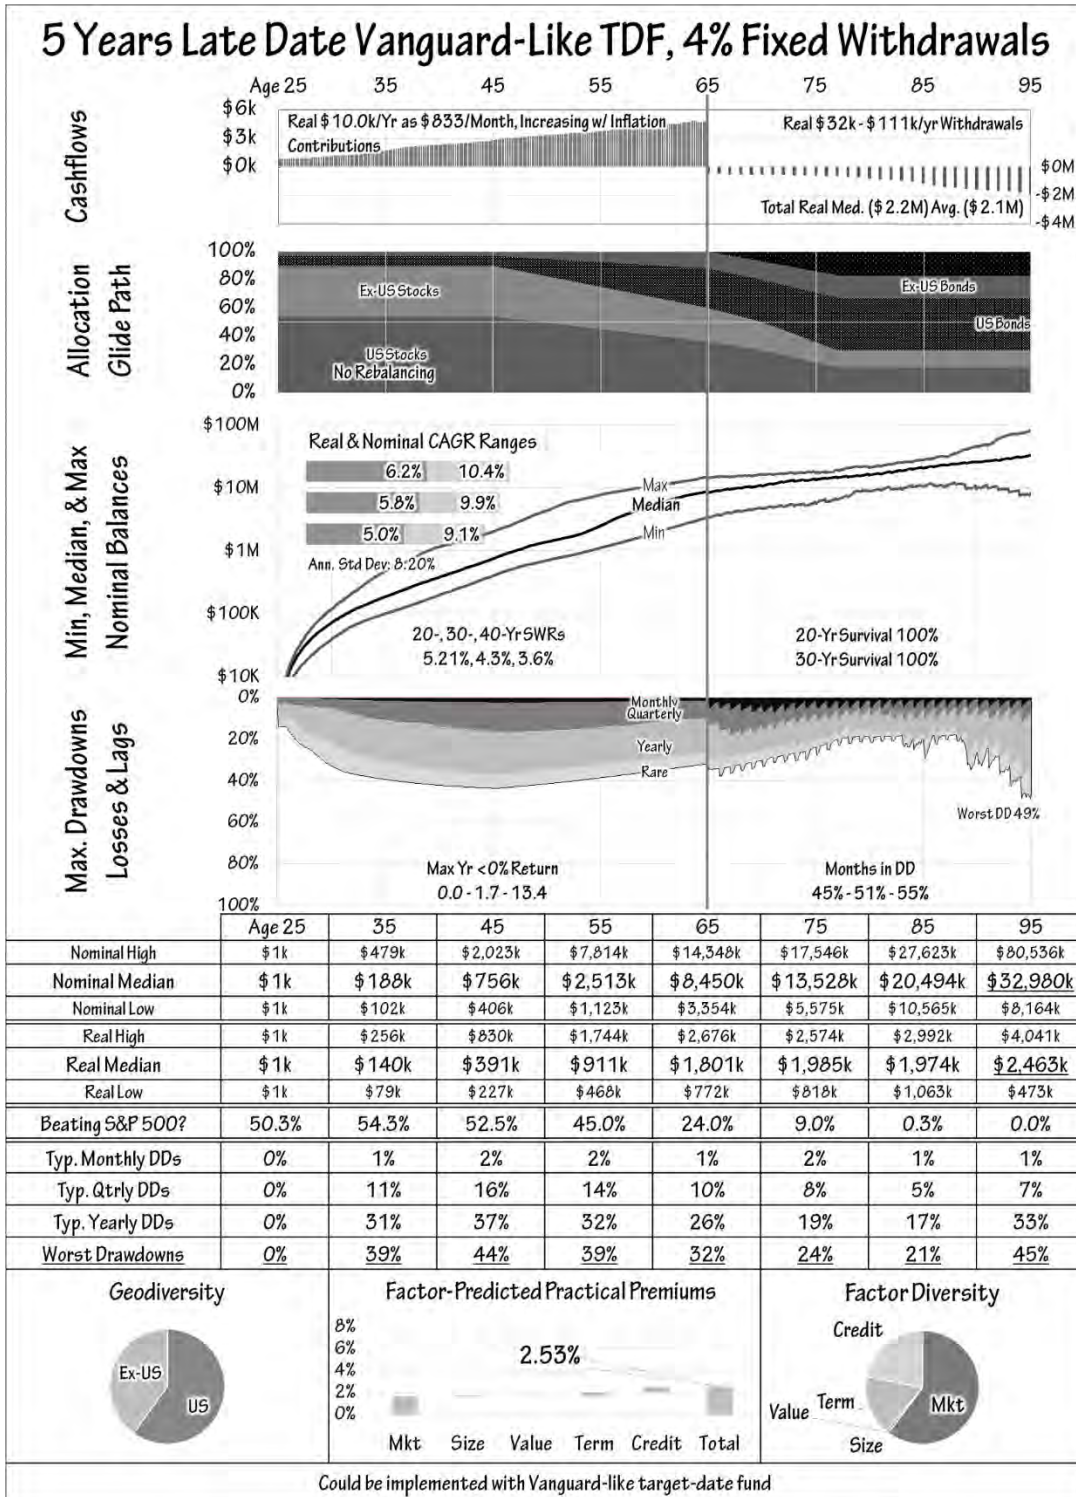 5 Years Late Date Vanguard-Like TDF, 4% Fixed Withdrawals
Age 25 35 45 55 65 75 85 95
Cashflows
$6k
$3k
$0k
Real $10.0k/Yr as $833/Month, Increasing w/ Inflation
Contributions
Real $32k - $111k/yr Withdrawals
Total Real Med. ($2.2M) Avg. ($2.1M)
$0M
-$2M
-$4M
Allocation
Glide Path
100%
80%
60%
40%
20%
0%
Ex-US Stocks
US Stocks
No Rebalancing
Ex-US Bonds
US Bonds
Min, Median, & Max
Nominal Balances
$100M
$10M
$1M
$100K
$10K
Real & Nominal CAGR Ranges
6.2% 10.4%
5.8% 9.9%
5.0% 9.1%
Ann. Std Dev: 8:20%
Max
Median
Min
20-, 30-, 40-Yr SWRs
5.21%, 4.3%, 3.6%
20-Yr Survival 100%
30-Yr Survival 100%
Max. Drawdowns
Losses & Lags
0%
20%
40%
60%
80%
100%
Monthly
Quarterly
Yearly
Rare
Worst DD 49%
Max Yr <0% Return
0.0 - 1.7 - 13.4
Months in DD
45% - 51% - 55%
Age 25 35 45 55 65 75 85 95
Nominal High $1k $479k $2,023k $7,814k $14,348k $17,546k $27,623k $80,536k
Nominal Median $1k $188k $756k $2,513k $8,450k $13,528k $20,494k $32,980k
Nominal Low $1k $102k $406k $1,123k $3,354k $5,575k $10,565k $8,164k
Real High $1k $256k $830k $1,744k $2,676k $2,574k $2,992k $4,041k
Real Median $1k $140k $391k $911k $1,801k $1,985k $1,974k $2,463k
Real Low $1k $79k $227k $468k $772k $818k $1,063k $473k
Beating S&P 500? 50.3% 54.3% 52.5% 45.0% 24.0% 9.0% 0.3% 0.0%
Typ. Monthly DDs 0% 1% 2% 2% 1% 2% 1% 1%
Typ. Qtrly DDs 0% 11% 16% 14% 10% 8% 5% 7%
Typ. Yearly DDs 0% 31% 37% 32% 26% 19% 17% 33%
Worst Drawdowns 0% 39% 44% 39% 32% 24% 21% 45%
Geodiversity
Ex-US
US
Factor-Predicted Practical Premiums
8%
6%
4%
2%
0%
2.53%
Mkt Size Value Term Credit Total
Factor Diversity
Credit
Term
Value
Size
Mkt
Could be implemented with Vanguard-like target-date fund